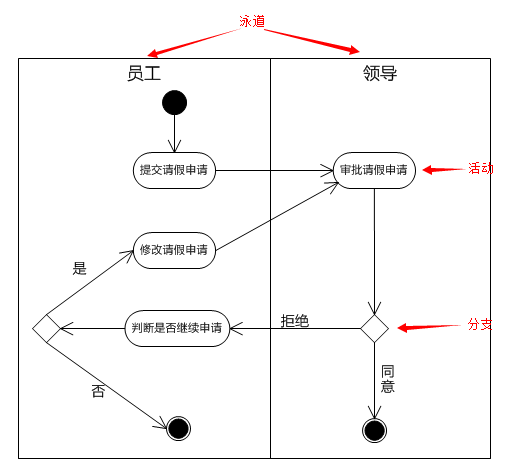 泳道
员工
领导
提交请假申请
审批请假申请
活动
修改请假申请
是
判断是否继续申请
拒绝
分支
同
意
否